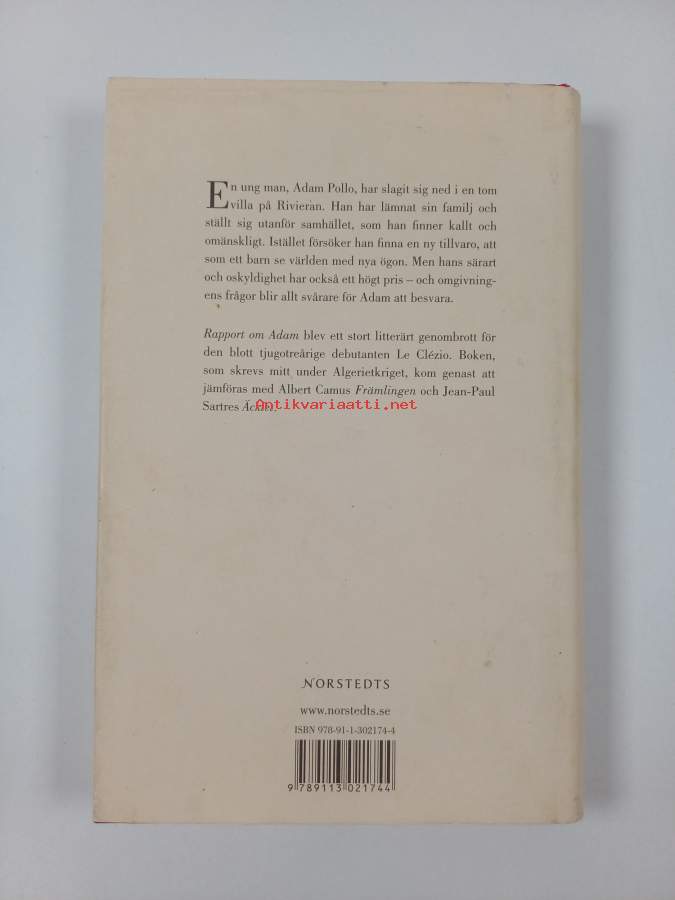 En ung man, Adam Pollo, har slagit sig ned i en tom
villa på Rivieran. Han har lämnat sin familj och
ställt sig utanför samhället, som han finner kallt och
omänskligt. Istället försöker han finna en ny tillvaro, att
som ett barn se världen med nya ögon. Men hans särart
och oskyldighet har också ett högt pris – och omgivning-
ens frågor blir allt svårare för Adam att besvara.
Rapport om Adam blev ett stort litterärt genombrott för
den blott tjugotreårige debutanten Le Clézio. Boken,
som skrevs mitt under Algerietkriget, kom genast att
jämföras med Albert Camus Främlingen och Jean-Paul
Sartres Äcklet.
Antikvariaatti.net
NORSTEDTS
www.norstedts.se
ISBN 978-91-1-302174-4
9 789113 021744